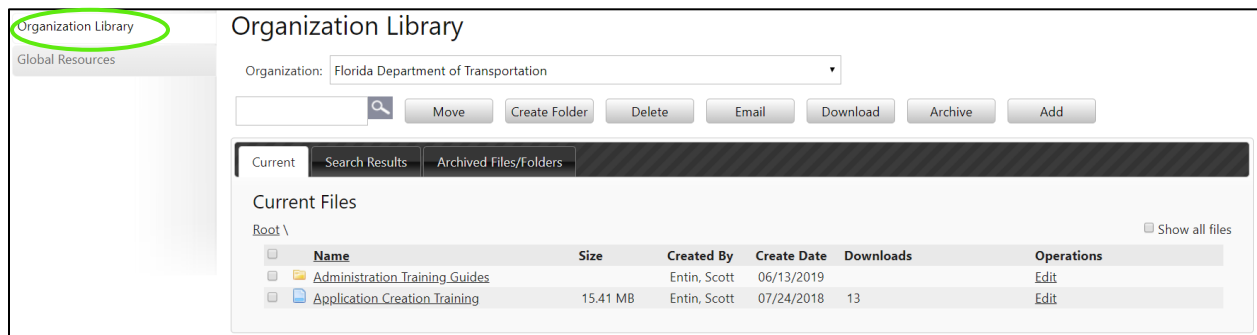 Organization Library
Global Resources
Organization Library
Organization: Florida Department of Transportation
Move Create Folder Delete Email Download Archive Add
Current Search Results Archived Files/Folders
Current Files
Root \ Show all files
Name Size Created By Create Date Downloads Operations
Administration Training Guides Entin, Scott 06/13/2019 Edit
Application Creation Training 15.41 MB Entin, Scott 07/24/2018 13 Edit